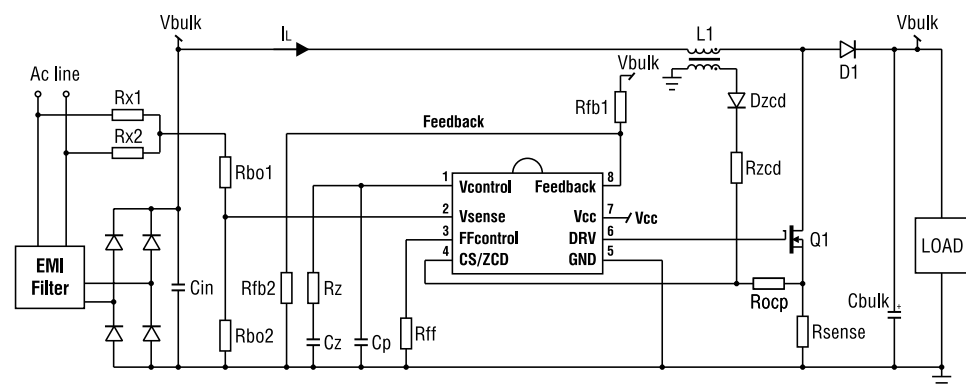 Vbulk
IL
L1
Vbulk
Vbulk
D1
Ac line
Rx1
Rx2
Rfb1
Dzcd
Feedback
Rbo1
Rzcd
1 Vcontrol Feedback 8
2 Vsense Vcc 7 Vcc
3 FFcontrol DRV 6
4 CS/ZCD GND 5
Q1
LOAD
EMI
Filter
Cin
Rfb2
Rz
Rocp
Cbulk
+
Rsense
Rbo2
Cz
Cp
Rff